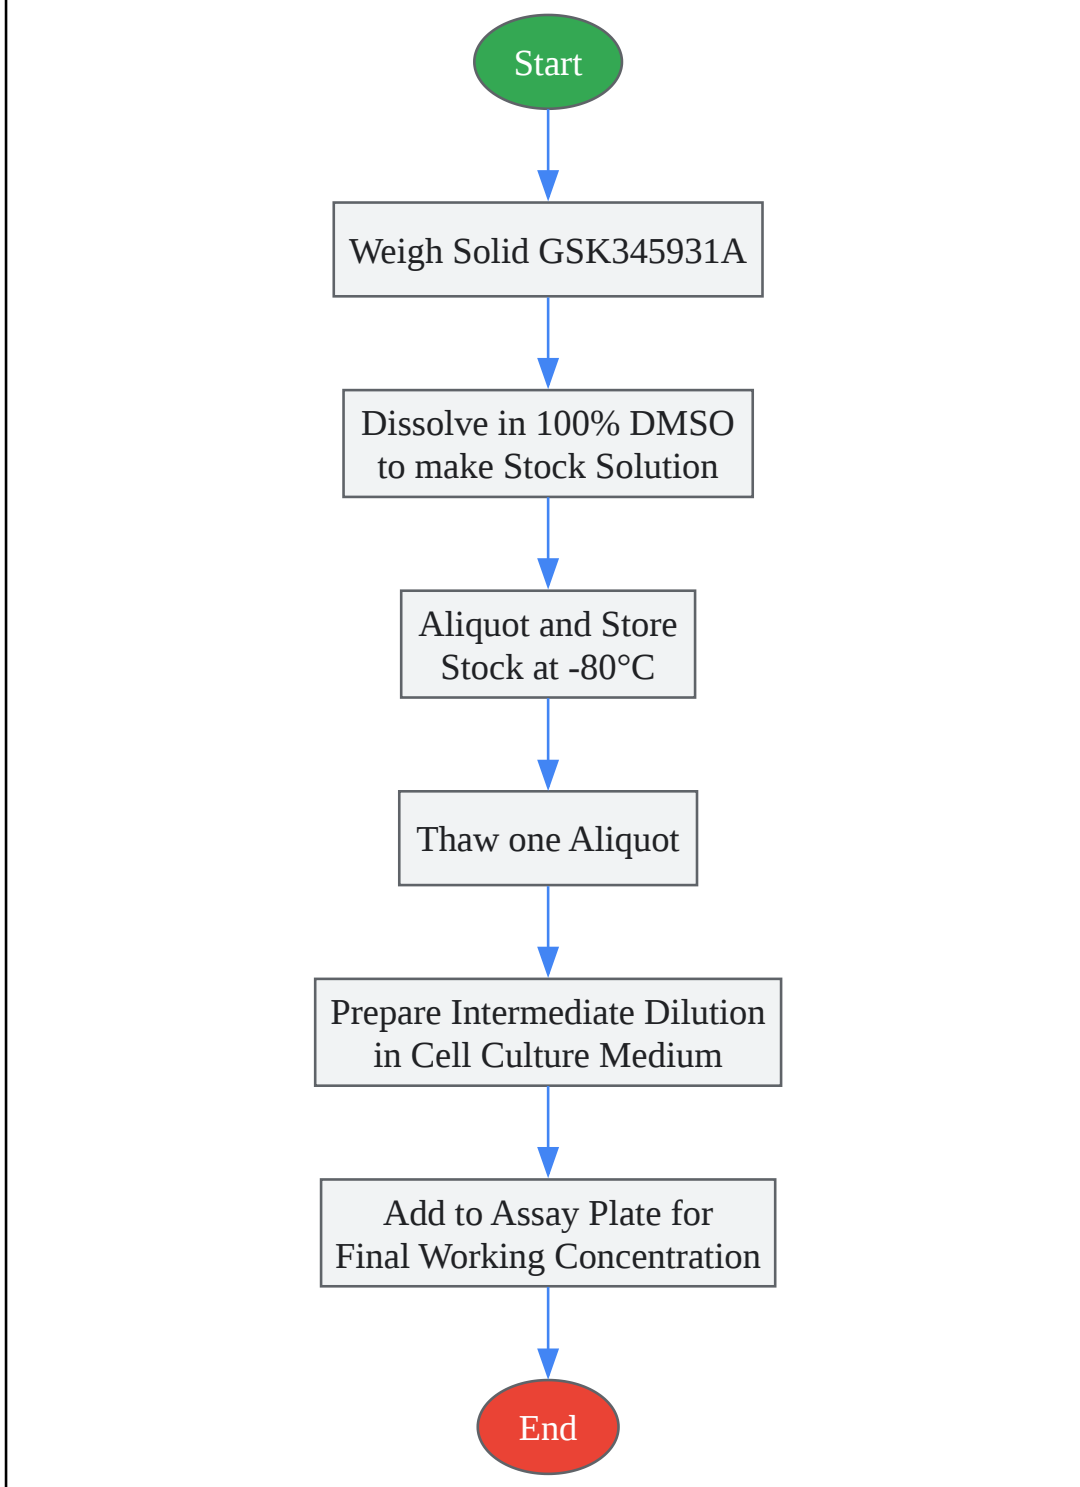 Start
Weigh Solid GSK345931A
Dissolve in 100% DMSO
to make Stock Solution
Aliquot and Store
Stock at -80°C
Thaw one Aliquot
Prepare Intermediate Dilution
in Cell Culture Medium
Add to Assay Plate for
Final Working Concentration
End